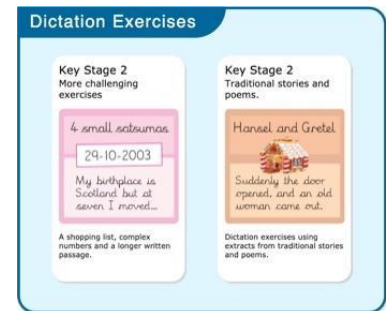 Dictation Exercises
Key Stage 2
More challenging
exercises
4 small satsumas
29-10-2003
My birthplace is
Scotland but at
seven I moved...
A shopping list, complex
numbers and a longer written
passage.
Key Stage 2
Traditional stories and
poems.
Hansel and Gretel
Suddenly the door
opened, and an old
woman came out.
Dictation exercises using
extracts from traditional stories
and poems.